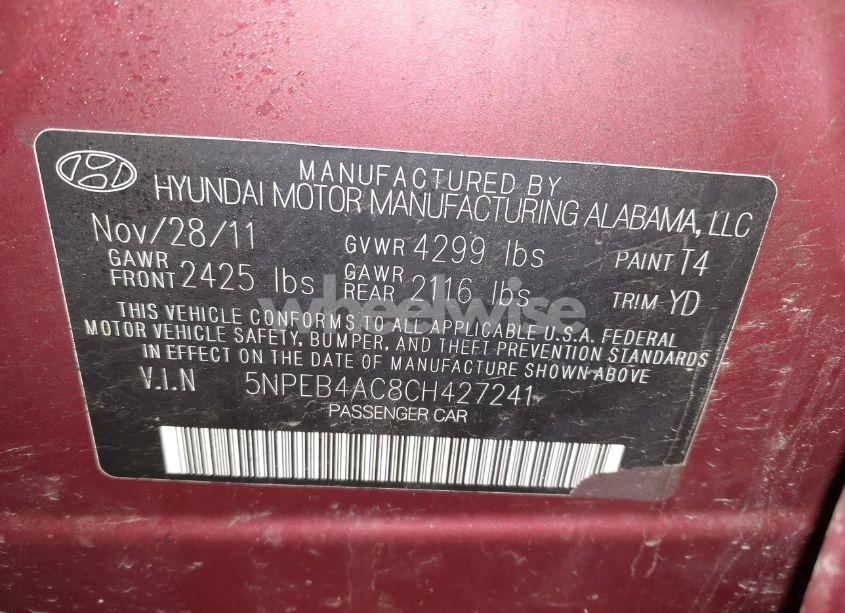 MANUFACTURED BY
HYUNDAI MOTOR MANUFACTURING ALABAMA, LLC
Nov/28/11 GVWR 4299 lbs PAINT T4
GAWR FRONT 2425 lbs GAWR REAR 2116 lbs TRIM YD
THIS VEHICLE CONFORMS TO ALL APPLICABLE U.S.A. FEDERAL
MOTOR VEHICLE SAFETY, BUMPER, AND THEFT PREVENTION STANDARDS
IN EFFECT ON THE DATE OF MANUFACTURE SHOWN ABOVE
V.I.N 5NPEB4AC8CH427241
PASSENGER CAR
wheelwise